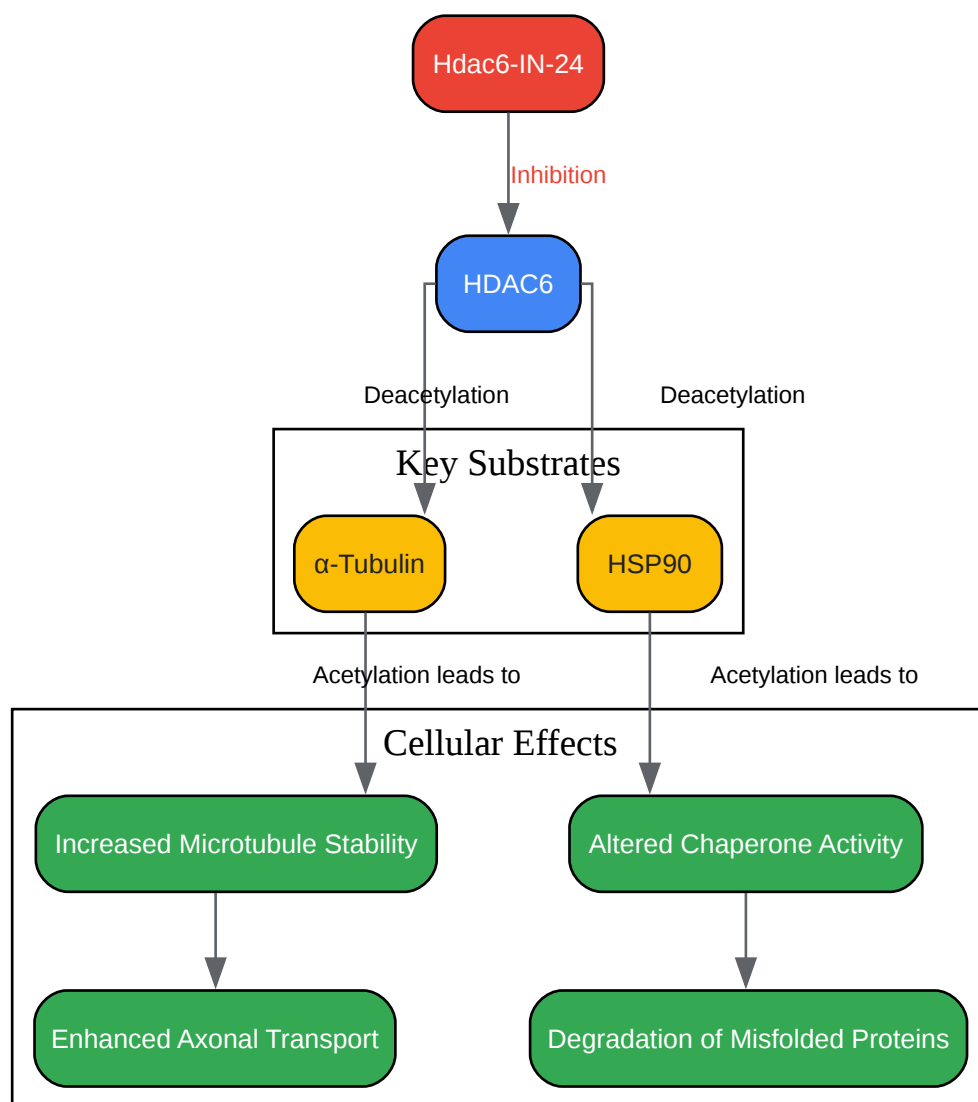 Hdac6-IN-24
Inhibition
HDAC6
Deacetylation
Deacetylation
Key Substrates
α-Tubulin
HSP90
Acetylation leads to
Acetylation leads to
Cellular Effects
Increased Microtubule Stability
Altered Chaperone Activity
Enhanced Axonal Transport
Degradation of Misfolded Proteins